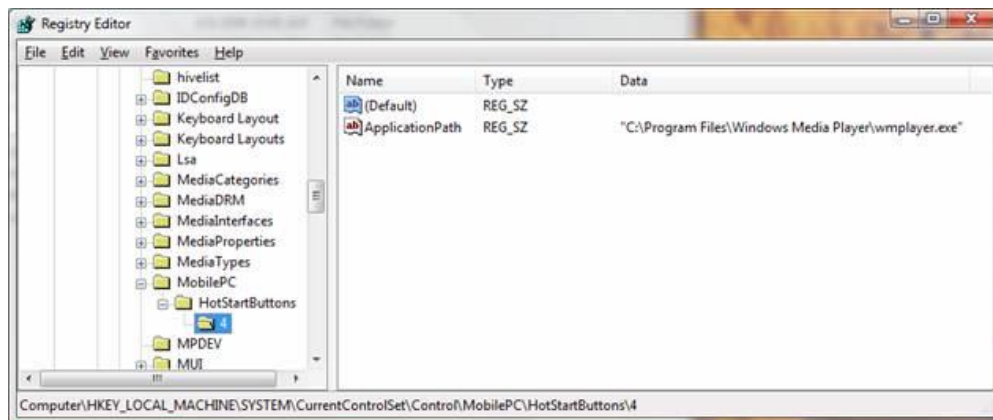 Registry Editor
File Edit View Favorites Help
hivelist
IDConfigDB
Keyboard Layout
Keyboard Layouts
Lsa
MediaCategories
MediaDRM
MediaInterfaces
MediaProperties
MediaTypes
MobilePC
HotStartButtons
4
MPDEV
MUI
Name Type Data
(Default) REG_SZ
ApplicationPath REG_SZ "C:\Program Files\Windows Media Player\wmplayer.exe"
Computer\HKEY_LOCAL_MACHINE\SYSTEM\CurrentControlSet\Control\MobilePC\HotStartButtons\4